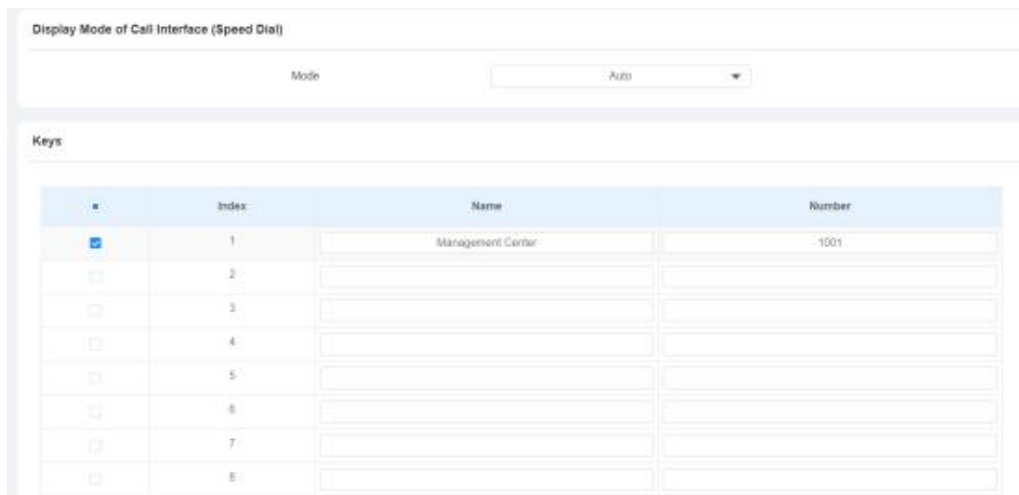 Display Mode of Call Interface (Speed Dial)
Mode Auto
Keys
Index Name Number
1 Management Center 1001
2
3
4
5
6
7
8